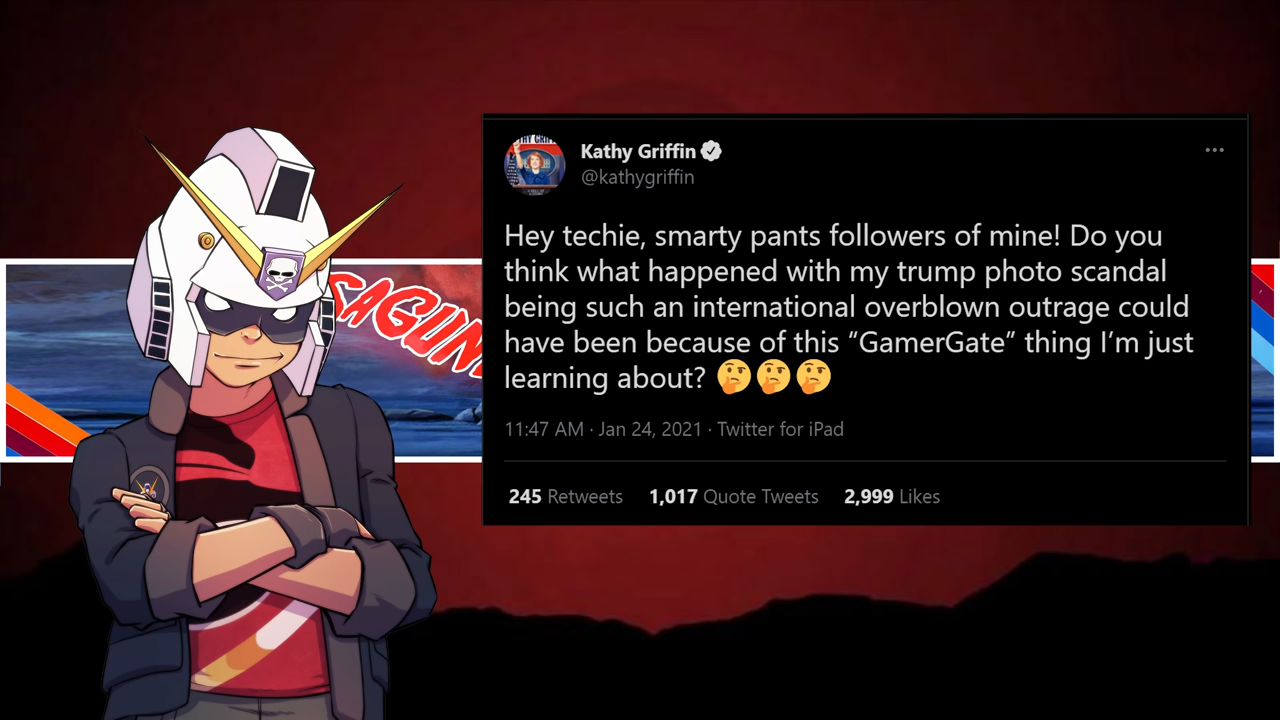 Kathy Griffin
@kathygriffin
Hey techie, smarty pants followers of mine! Do you
think what happened with my trump photo scandal
being such an international overblown outrage could
have been because of this “GamerGate” thing I’m just
learning about? 🤔🤔🤔
11:47 AM · Jan 24, 2021 · Twitter for iPad
245 Retweets 1,017 Quote Tweets 2,999 Likes